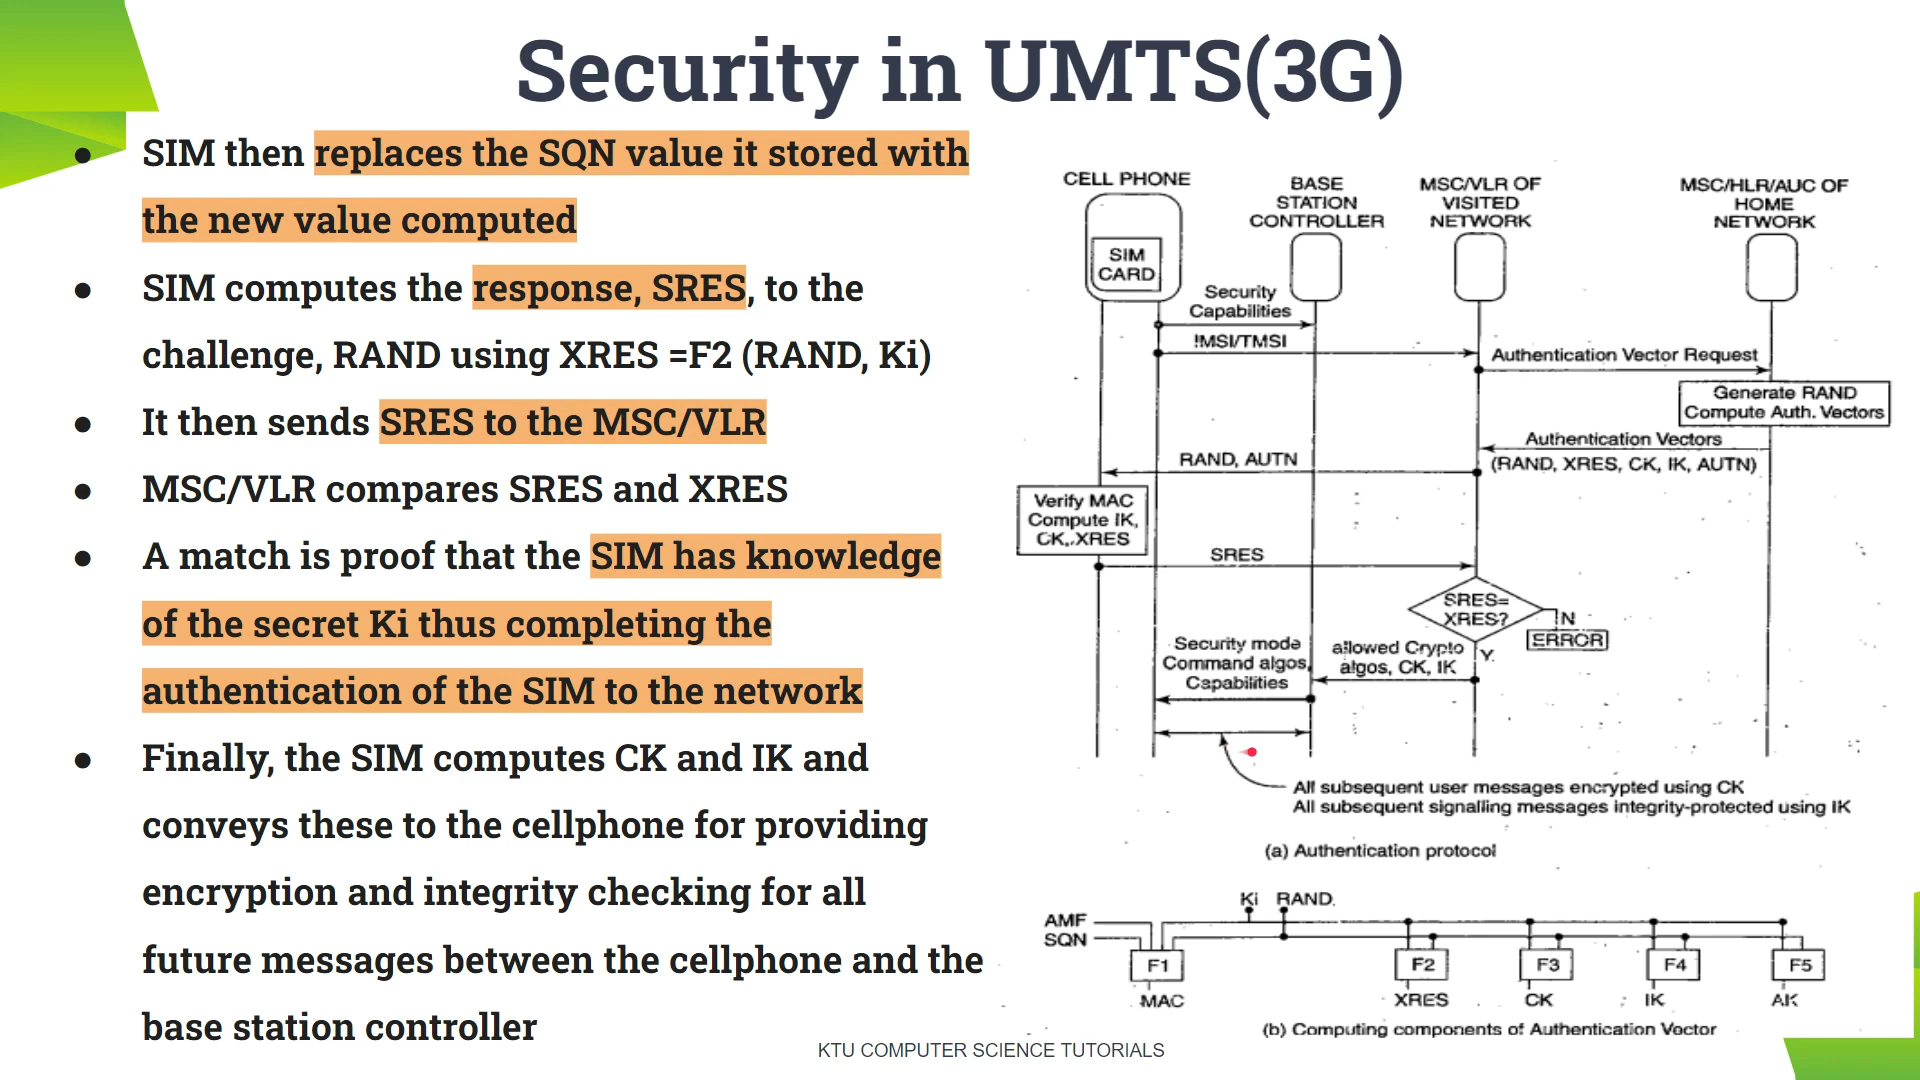 Security in UMTS(3G)
● SIM then replaces the SQN value it stored with
the new value computed
● SIM computes the response, SRES, to the
challenge, RAND using XRES =F2 (RAND, Ki)
● It then sends SRES to the MSC/VLR
● MSC/VLR compares SRES and XRES
● A match is proof that the SIM has knowledge
of the secret Ki thus completing the
authentication of the SIM to the network
● Finally, the SIM computes CK and IK and
conveys these to the cellphone for providing
encryption and integrity checking for all
future messages between the cellphone and the
base station controller
CELL PHONE
BASE
STATION
CONTROLLER
MSC/VLR OF
VISITED
NETWORK
MSC/HLR/AUC OF
HOME
NETWORK
SIM
CARD
Security
Capabilities
!MSI/TMSI
Authentication Vector Request
Generate RAND
Compute Auth. Vectors
Authentication Vectors
(RAND, XRES, CK, IK, AUTN)
RAND, AUTN
Verify MAC
Compute IK,
CK, XRES
SRES
SRES=
XRES?
N
ERROR
Y
allowed Crypto
algos, CK, IK
Security mode
Command algos,
Capabilities
All subsequent user messages encrypted using CK
All subsequent signalling messages integrity-protected using IK
(a) Authentication protocol
Ki RAND
AMF
SQN
F1 F2 F3 F4 F5
MAC XRES CK IK AK
(b) Computing components of Authentication Vector
KTU COMPUTER SCIENCE TUTORIALS